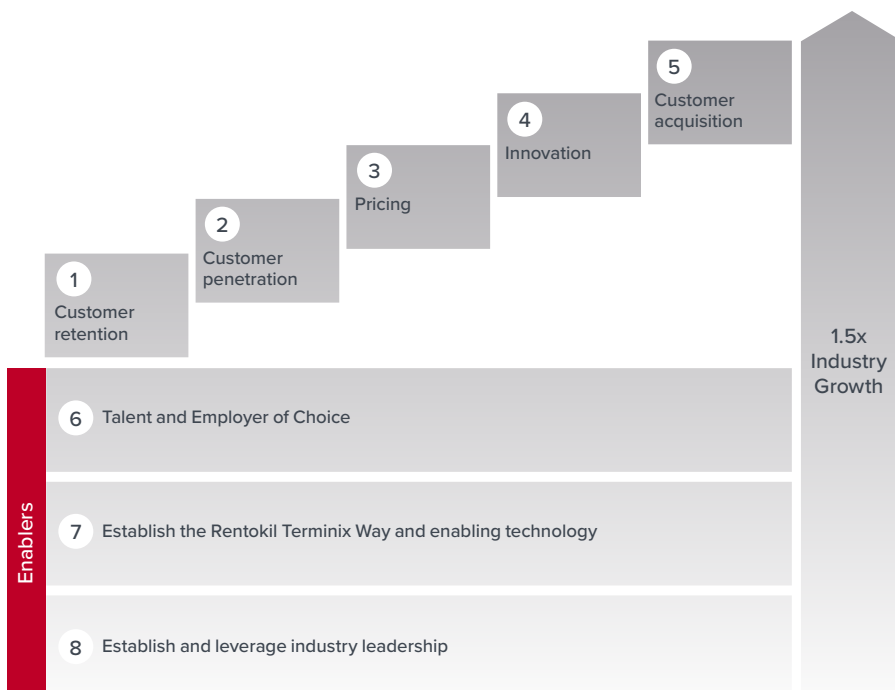 1
Customer
retention
2
Customer
penetration
3
Pricing
4
Innovation
5
Customer
acquisition
1.5x
Industry
Growth
Enablers
6 Talent and Employer of Choice
7 Establish the Rentokil Terminix Way and enabling technology
8 Establish and leverage industry leadership